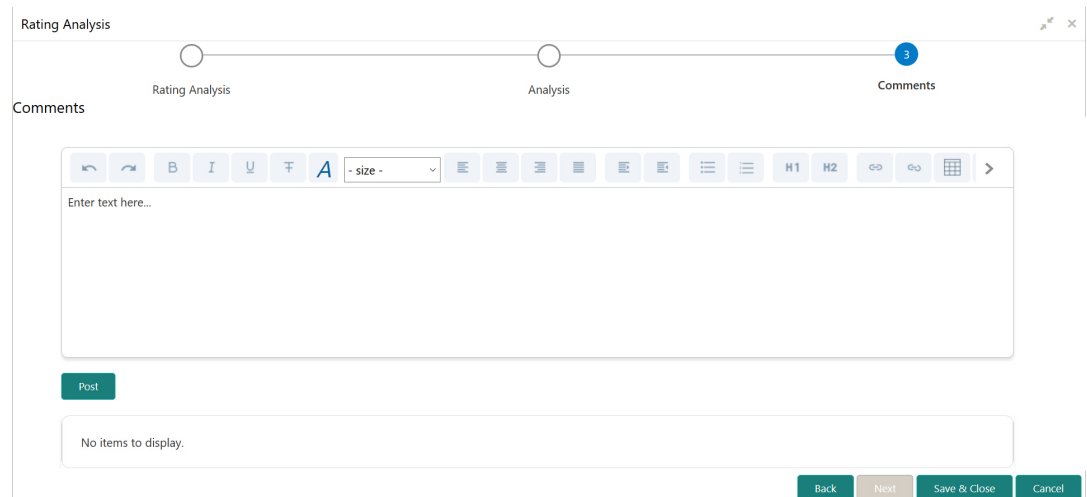 Rating Analysis
3
Rating Analysis Analysis Comments
Comments
B I U T A - size - H1 H2
Enter text here...
Post
No items to display.
Back Next Save & Close Cancel